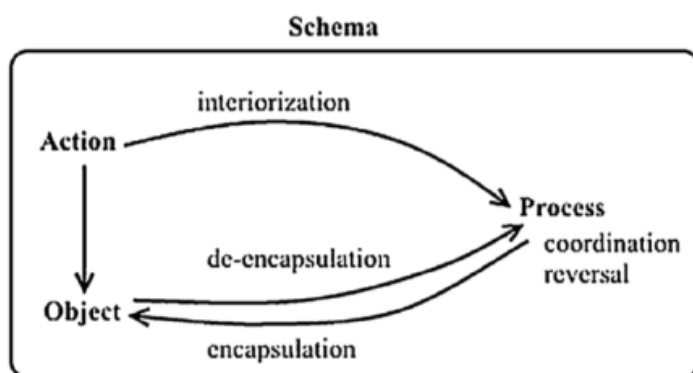 Schema
interiorization
Action
Process
coordination
reversal
de-encapsulation
Object
encapsulation